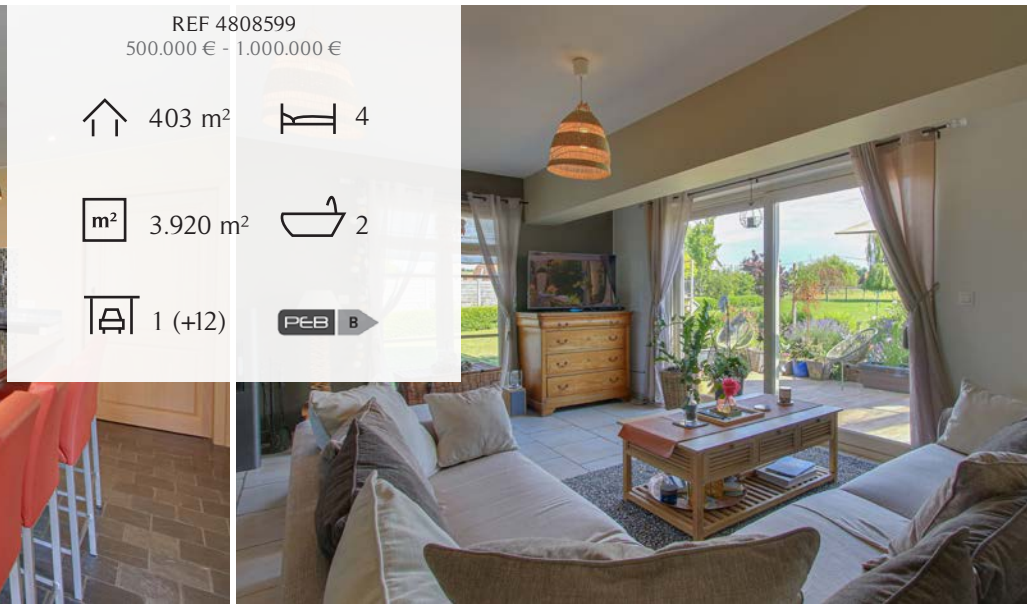 REF 4808599
500.000 € - 1.000.000 €
403 m²
4
m²
3.920 m²
2
1 (+12)
PEB B